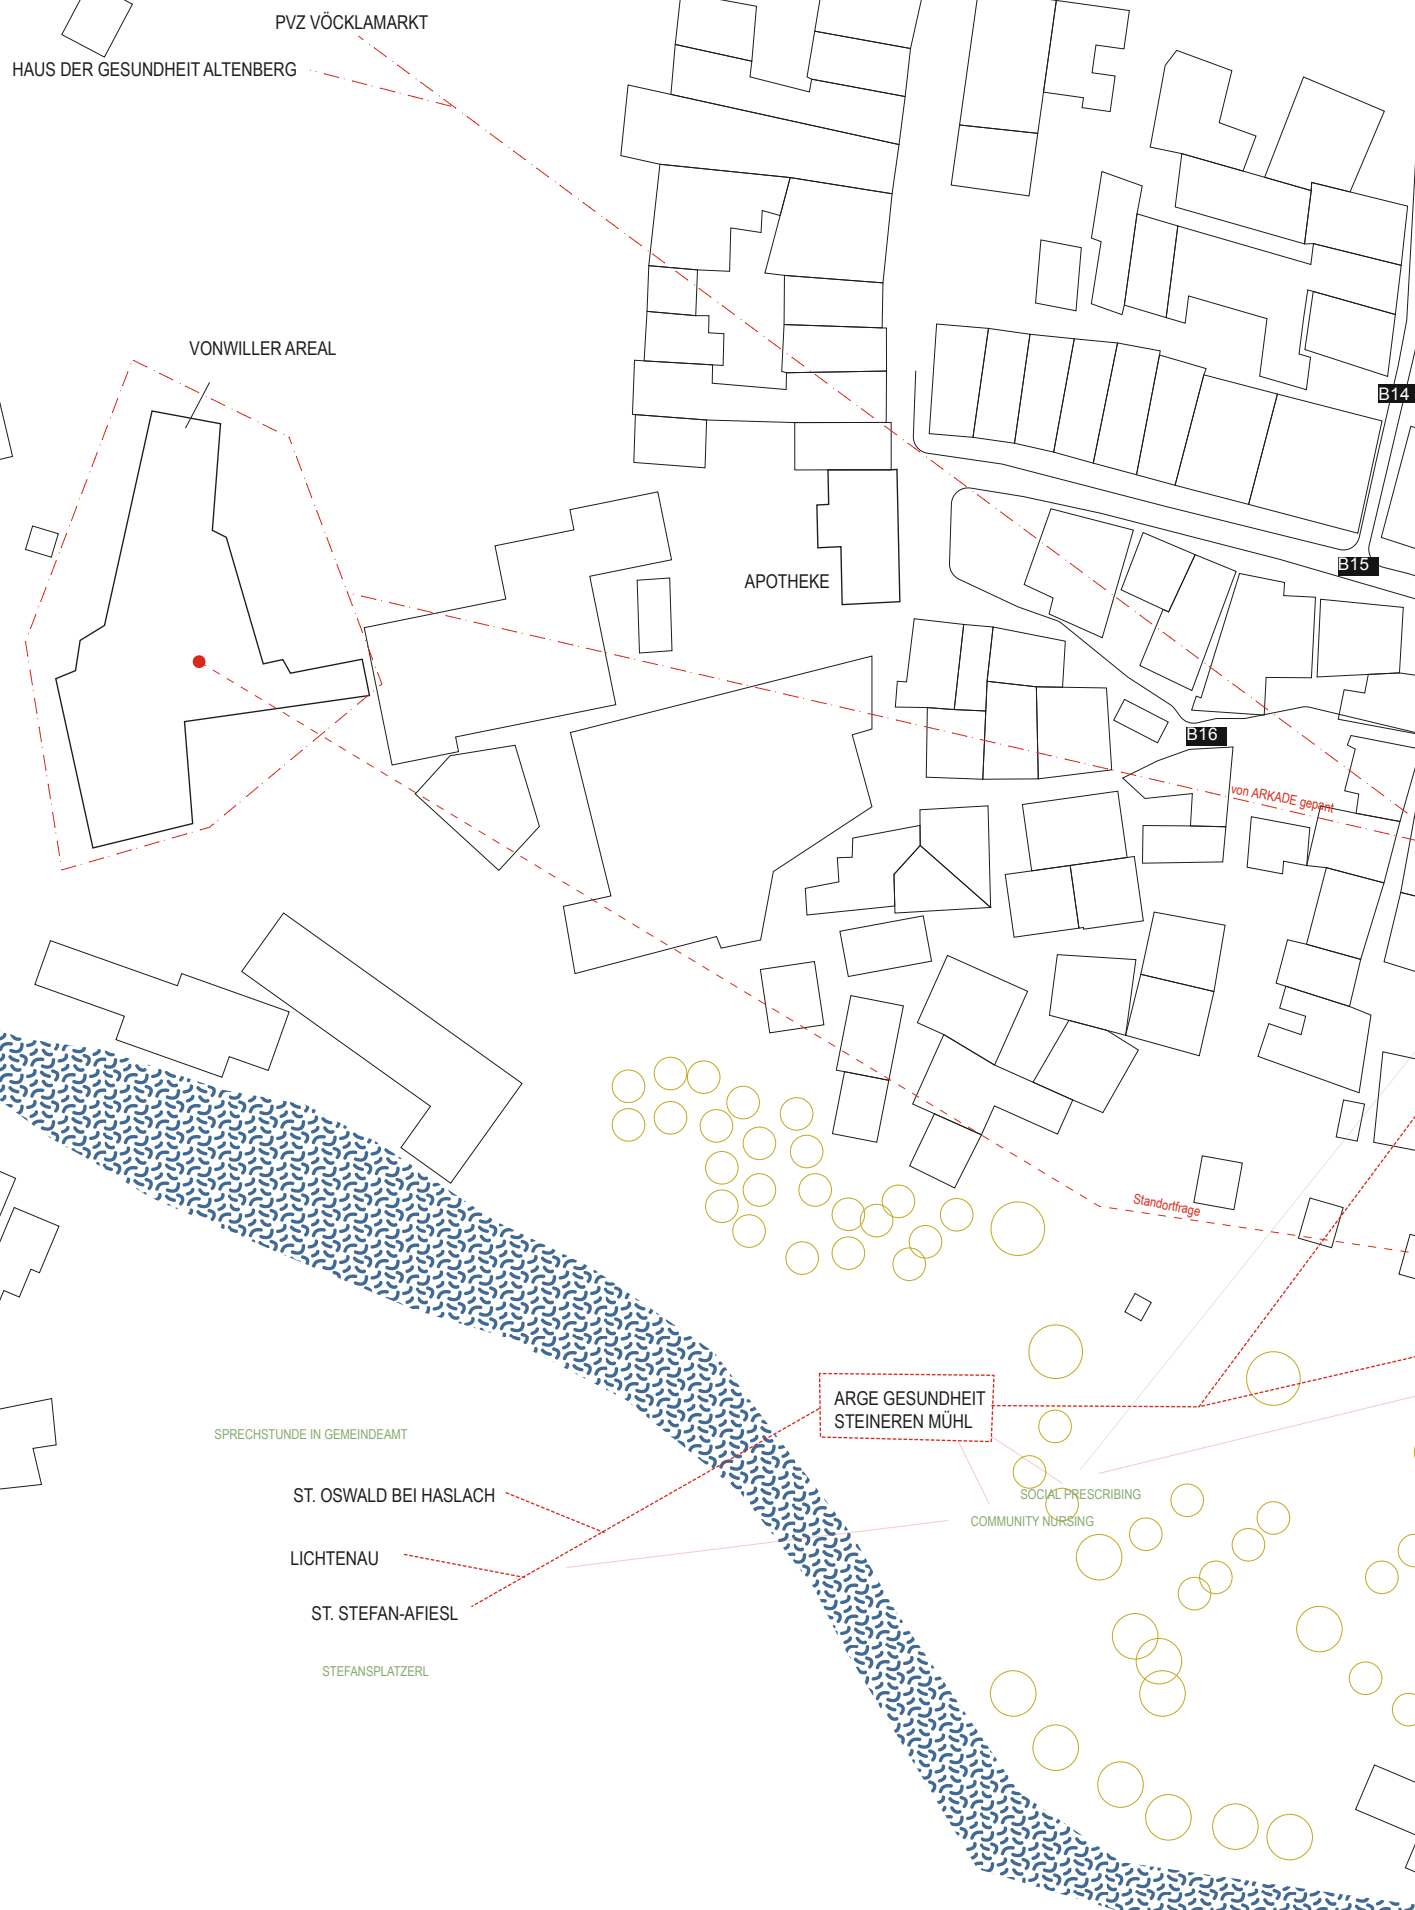 PVZ VÖCKLAMARKT
HAUS DER GESUNDHEIT ALTENBERG
VONWILLER AREAL
B14
B15
APOTHEKE
B16
von ARKADE gepant
Standortfrage
ARGE GESUNDHEIT
STEINEREN MÜHL
SPRECHSTUNDE IN GEMEINDEAMT
ST. OSWALD BEI HASLACH
SOCIAL PRESCRIBING
COMMUNITY NURSING
LICHTENAU
ST. STEFAN-AFIESL
STEFANSPLATZERL